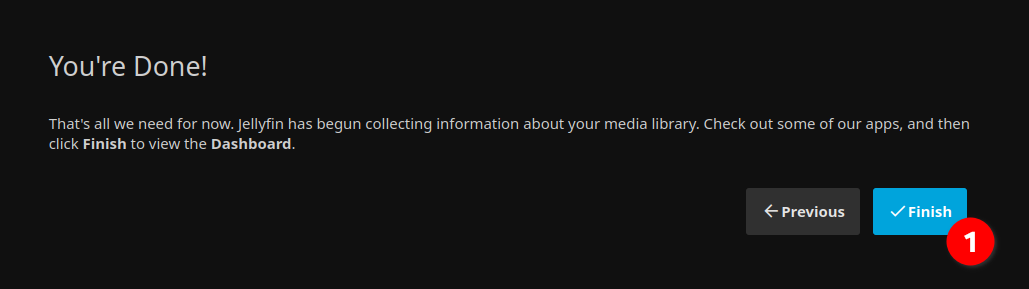 You're Done!
That's all we need for now. Jellyfin has begun collecting information about your media library. Check out some of our apps, and then
click Finish to view the Dashboard.
Previous
Finish
1